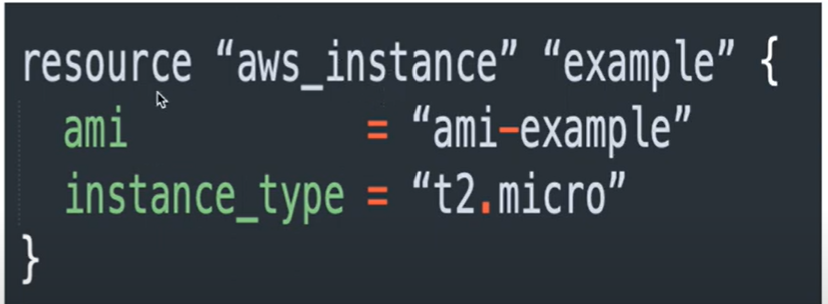 resource “aws_instance” “example” {
  ami           = “ami-example”
  instance_type = “t2.micro”
}